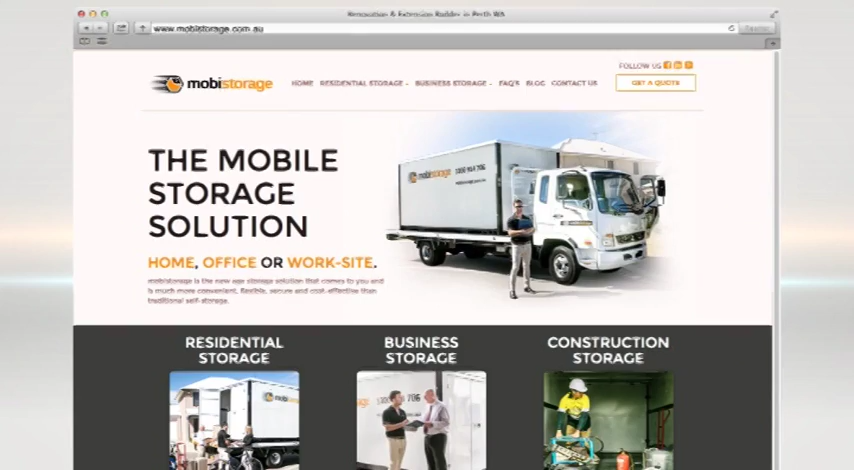 Renovation & Extension Builder in Perth WA
www.mobistorage.com.au
FOLLOW US
mobistorage
HOME RESIDENTIAL STORAGE BUSINESS STORAGE FAQ'S BLOG CONTACT US
GET A QUOTE
THE MOBILE
STORAGE
SOLUTION
HOME, OFFICE OR WORK-SITE.
mobistorage is the new age storage solution that comes to you and
is much more convenient, flexible, secure and cost-effective than
traditional self-storage.
mobistorage
RESIDENTIAL
STORAGE
BUSINESS
STORAGE
CONSTRUCTION
STORAGE